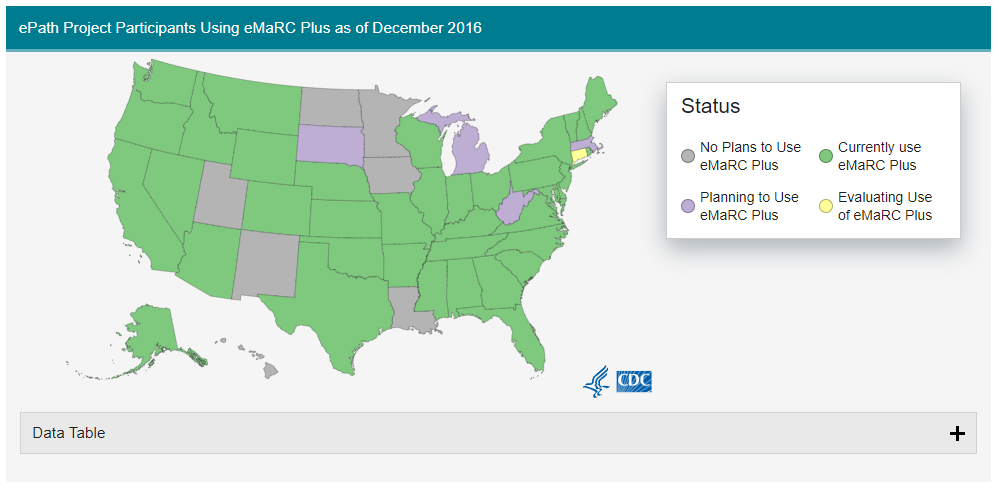 ePath Project Participants Using eMaRC Plus as of December 2016
Status
No Plans to Use
eMaRC Plus
Currently use
eMaRC Plus
Planning to Use
eMaRC Plus
Evaluating Use
of eMaRC Plus
CDC
Data Table